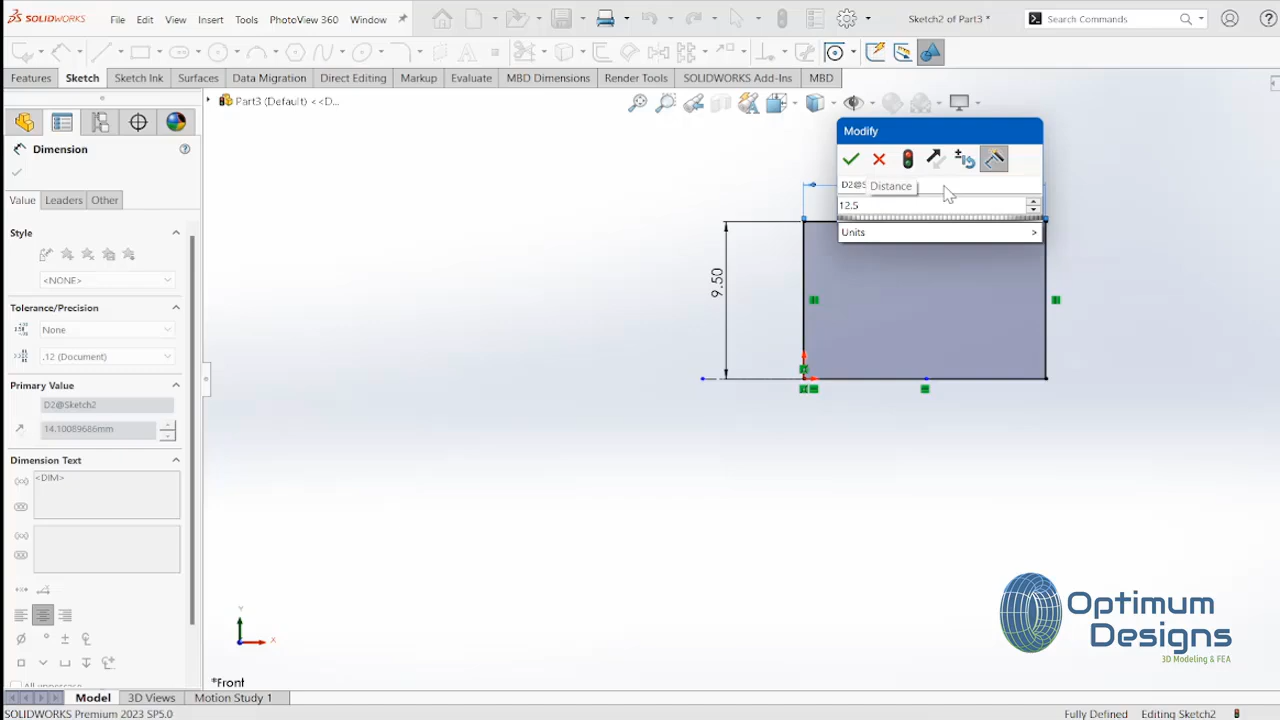 SOLIDWORKS File Edit View Insert Tools PhotoView 360 Window Sketch2 of Part3 * Search Commands
Features Sketch Sketch Ink Surfaces Data Migration Direct Editing Markup Evaluate MBD Dimensions Render Tools SOLIDWORKS Add-Ins MBD
Part3 (Default) <<D...
Modify
Dimension
D2@S Distance
Value Leaders Other
12.5
Style
Units >
<NONE>
9.50
Tolerance/Precision
None
.12 (Document)
Primary Value
D2@Sketch2
14.10089686mm
Dimension Text
<DIM>
Optimum
Designs
3D Modeling & FEA
Y
X
*Front
All uppercase
Model 3D Views Motion Study 1
SOLIDWORKS Premium 2023 SP5.0 Fully Defined Editing Sketch2